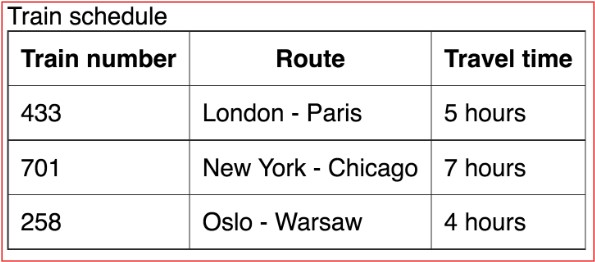 Train schedule
Train number Route Travel time
433 London - Paris 5 hours
701 New York - Chicago 7 hours
258 Oslo - Warsaw 4 hours